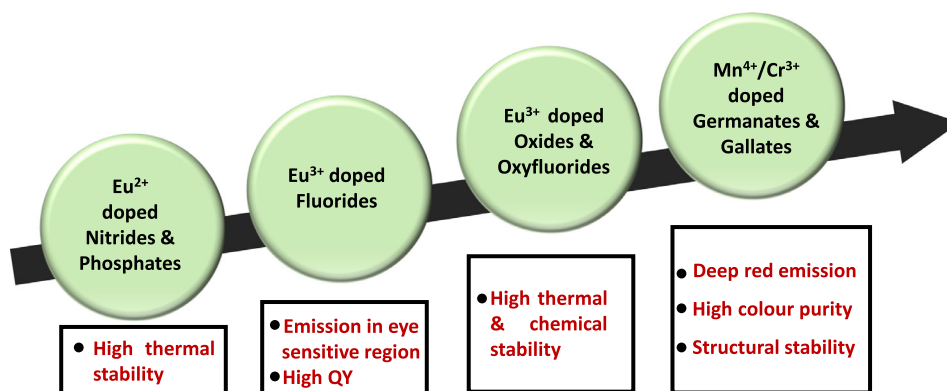 Eu²⁺
doped
Nitrides &
Phosphates
Eu³⁺ doped
Fluorides
Eu³⁺ doped
Oxides &
Oxyfluorides
Mn⁴⁺/Cr³⁺
doped
Germanates &
Gallates
• High thermal
stability
• Emission in eye
sensitive region
• High QY
• High thermal
& chemical
stability
• Deep red emission
• High colour purity
• Structural stability